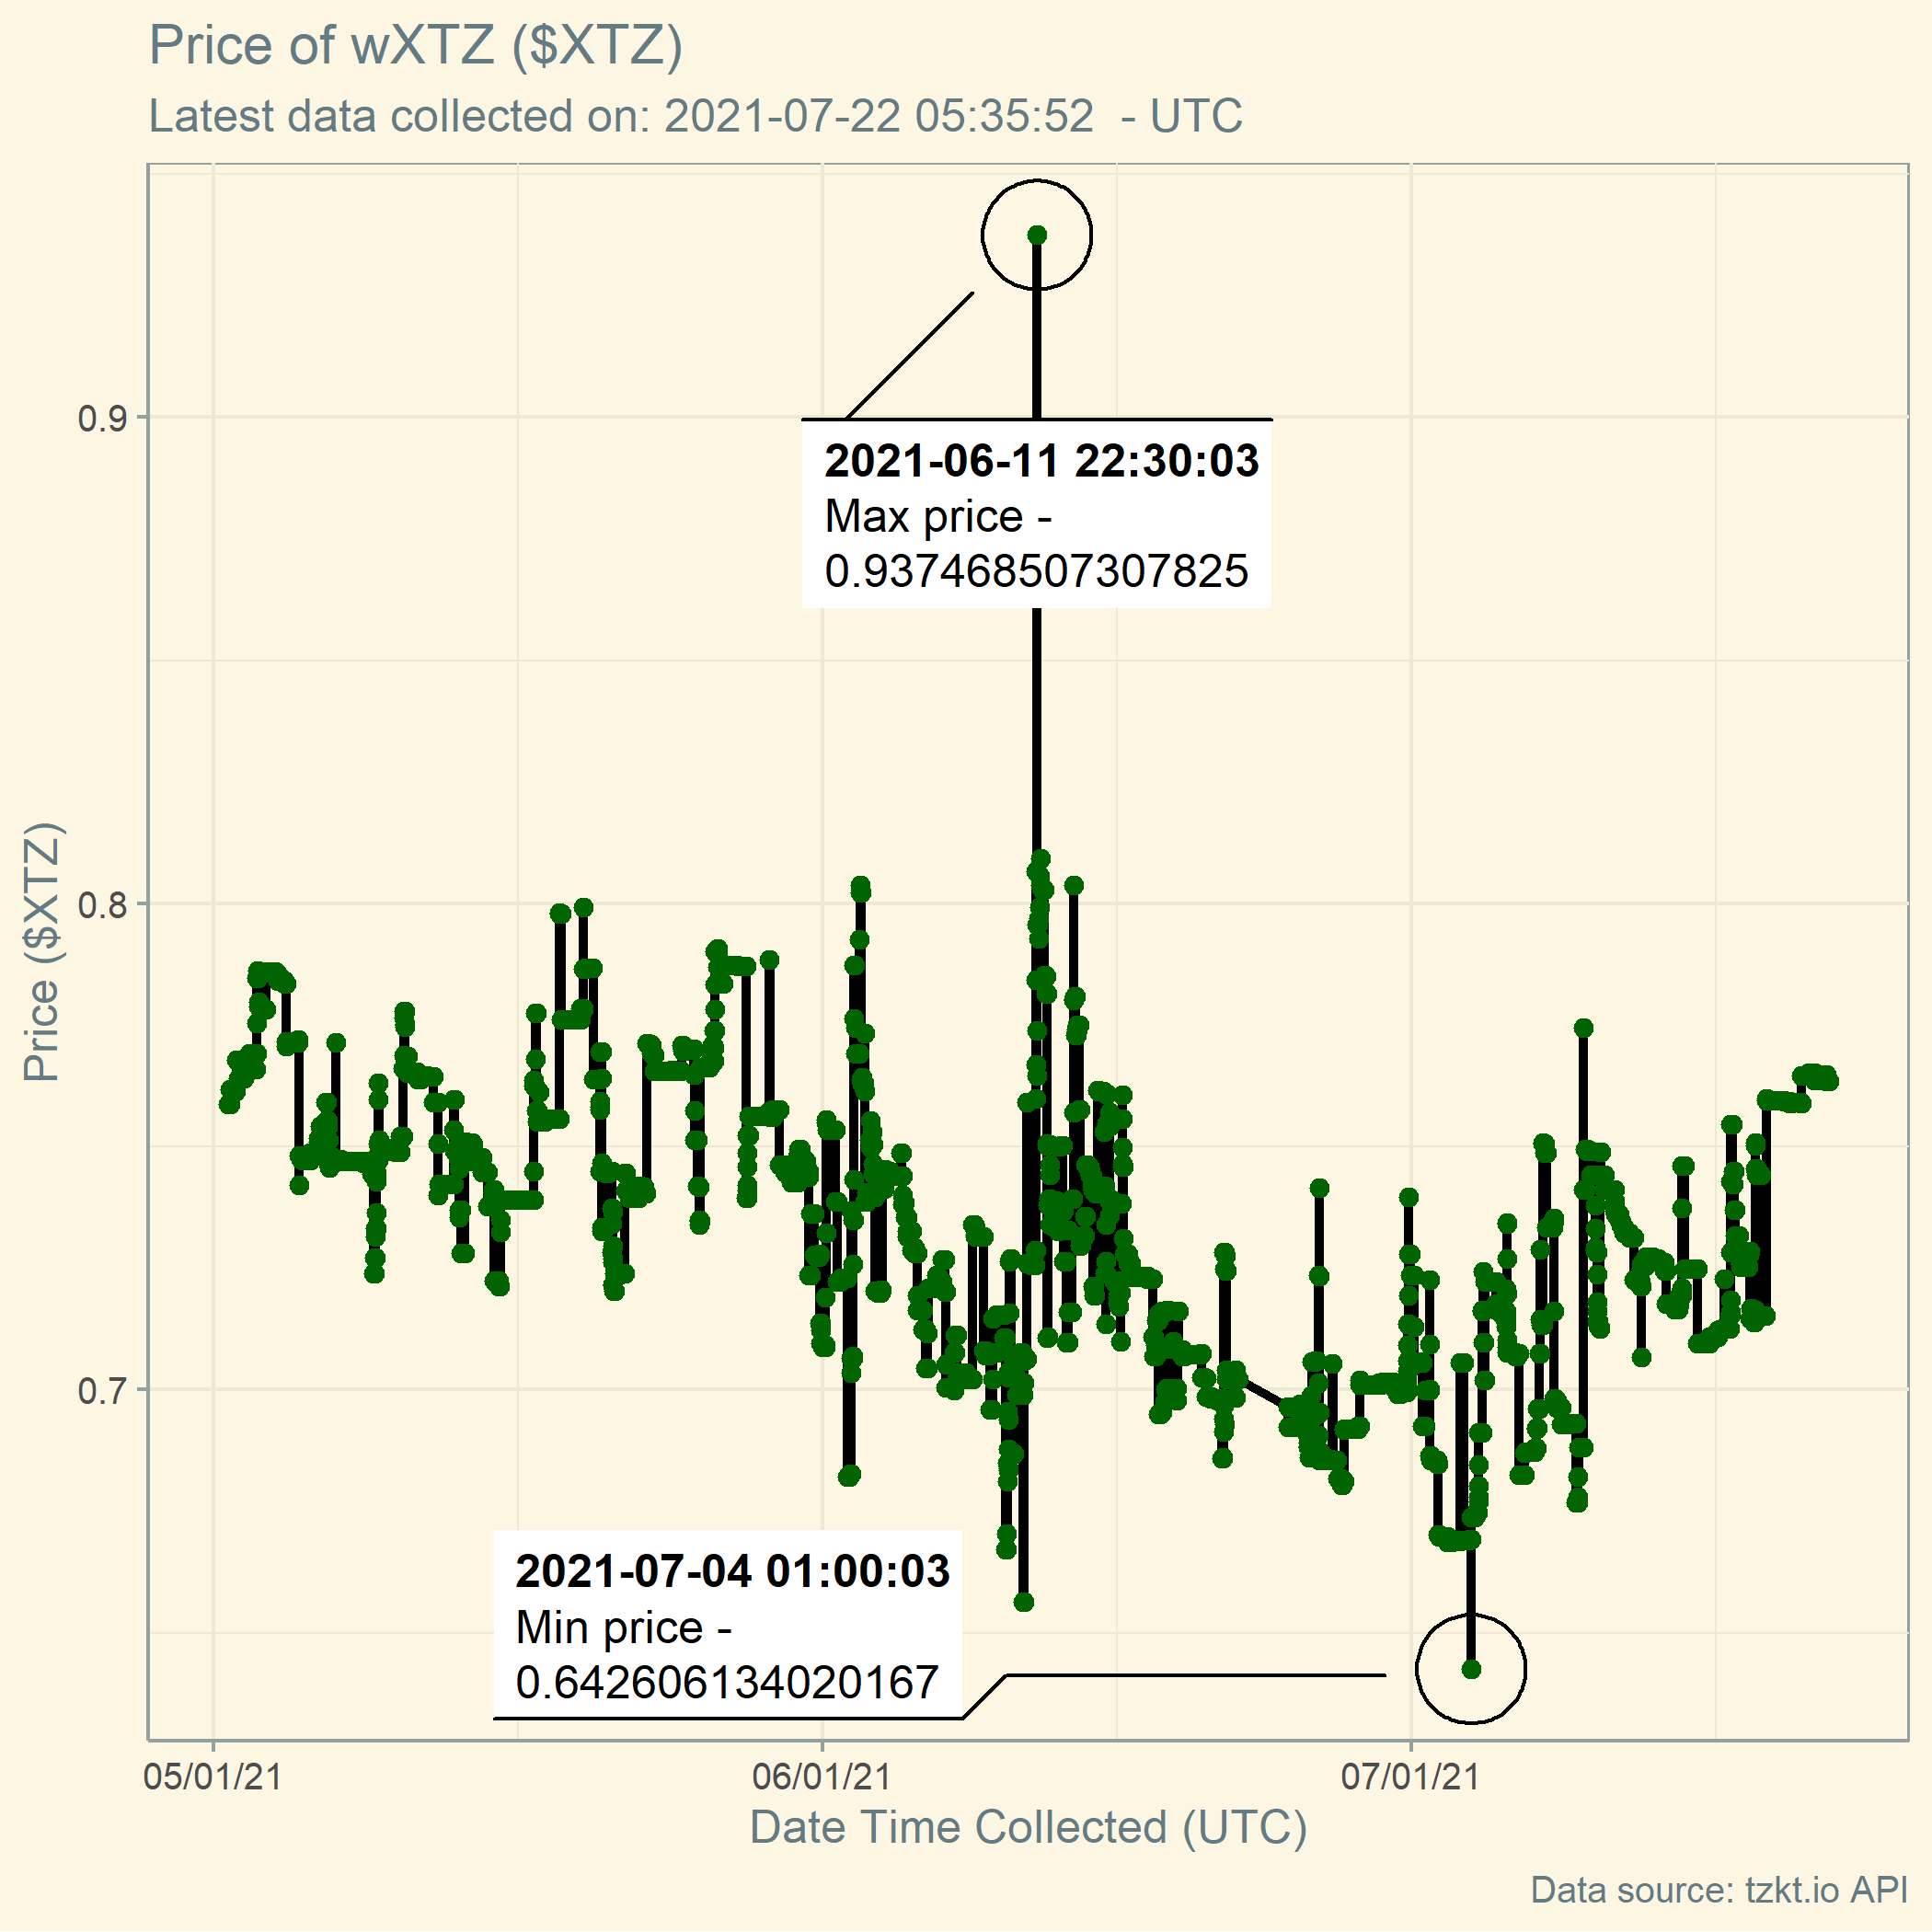 Price of wXTZ ($XTZ)
Latest data collected on: 2021-07-22 05:35:52  - UTC
Price ($XTZ)
0.9
0.8
0.7
2021-06-11 22:30:03
Max price -
0.937468507307825
2021-07-04 01:00:03
Min price -
0.642606134020167
05/01/21
06/01/21
07/01/21
Date Time Collected (UTC)
Data source: tzkt.io API